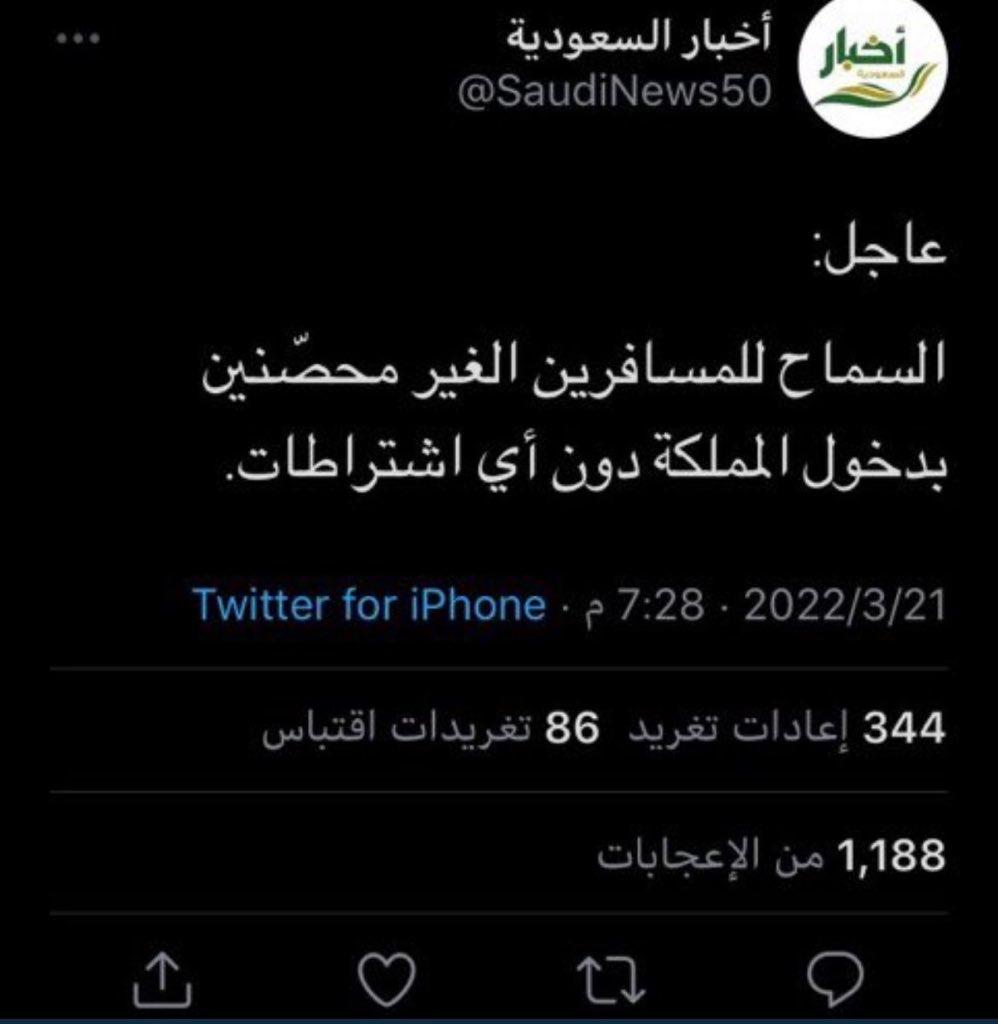 أخبار السعودية
@SaudiNews50
أخبار
السعودية
عاجل:
السماح للمسافرين الغير محصّنين
بدخول المملكة دون أي اشتراطات.
2022/3/21 · 7:28 م · Twitter for iPhone
344 إعادات تغريد 86 تغريدات اقتباس
1,188 من الإعجابات